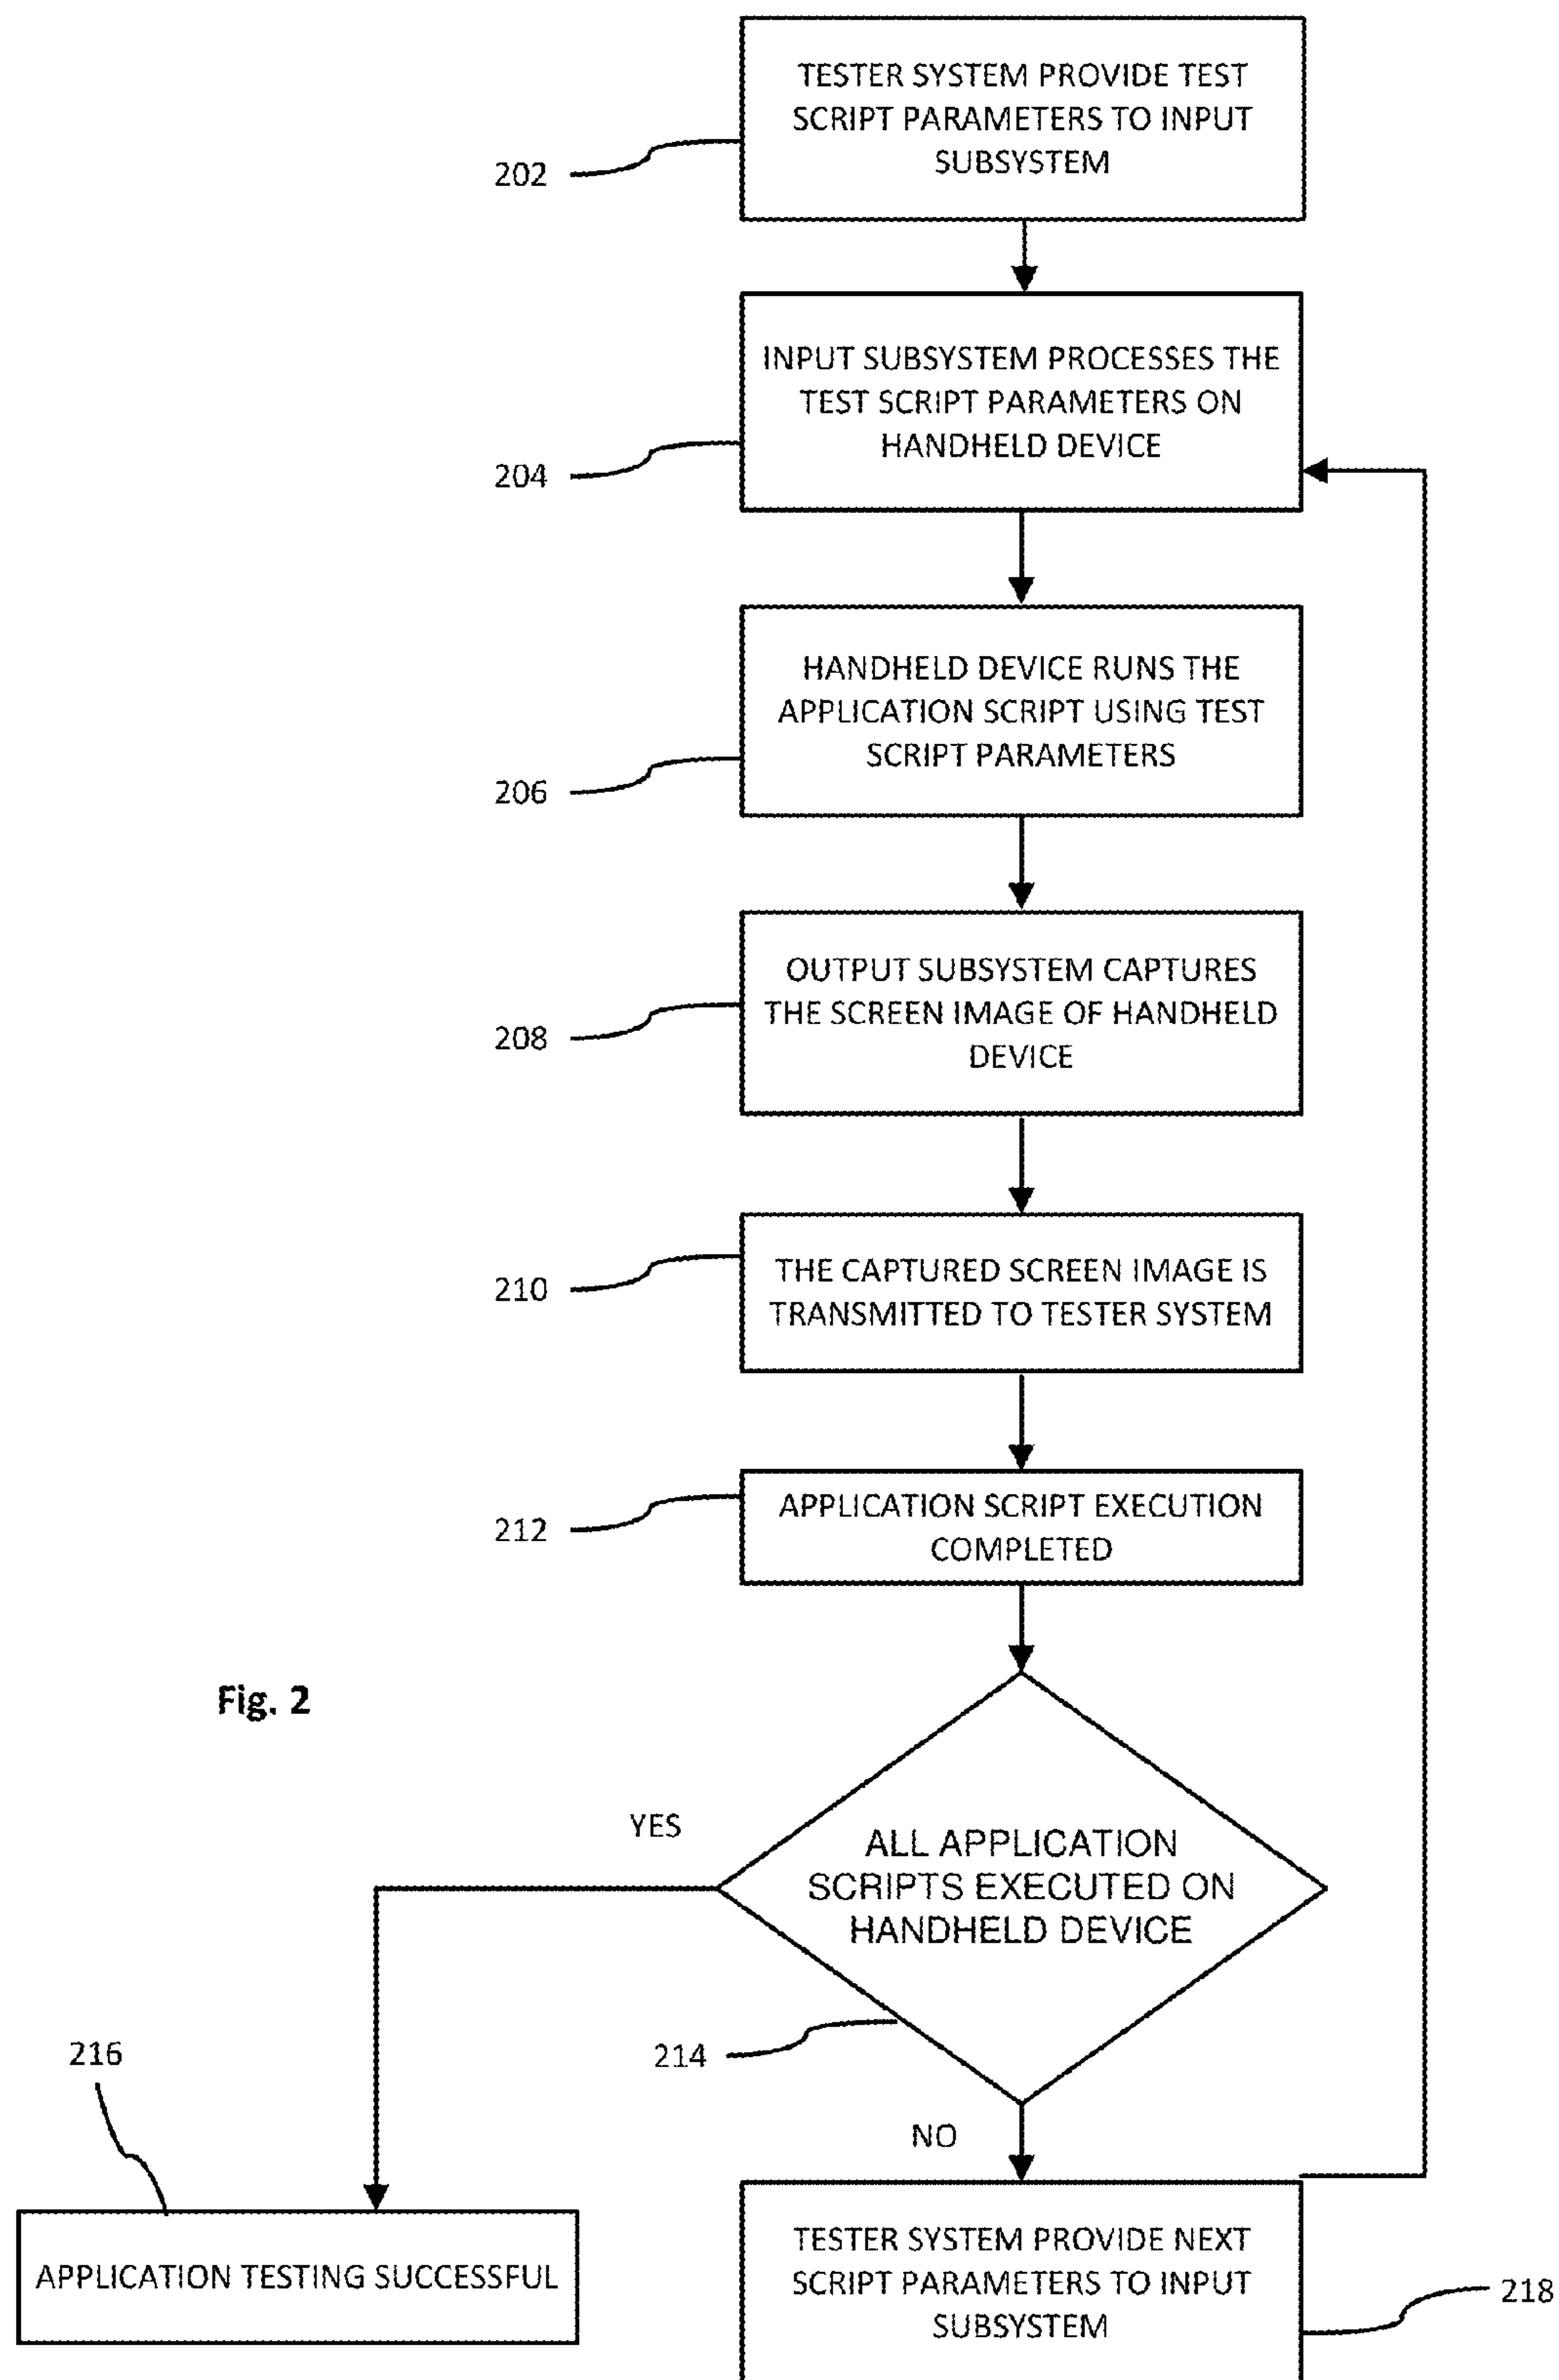 TESTER SYSTEM PROVIDE TEST
SCRIPT PARAMETERS TO INPUT
SUBSYSTEM
202
INPUT SUBSYSTEM PROCESSES THE
TEST SCRIPT PARAMETERS ON
HANDHELD DEVICE
204
HANDHELD DEVICE RUNS THE
APPLICATION SCRIPT USING TEST
SCRIPT PARAMETERS
206
OUTPUT SUBSYSTEM CAPTURES
THE SCREEN IMAGE OF HANDHELD
DEVICE
208
THE CAPTURED SCREEN IMAGE IS
TRANSMITTED TO TESTER SYSTEM
210
APPLICATION SCRIPT EXECUTION
COMPLETED
212
Fig. 2
YES
ALL APPLICATION
SCRIPTS EXECUTED ON
HANDHELD DEVICE
214
216
NO
APPLICATION TESTING SUCCESSFUL
TESTER SYSTEM PROVIDE NEXT
SCRIPT PARAMETERS TO INPUT
SUBSYSTEM
218